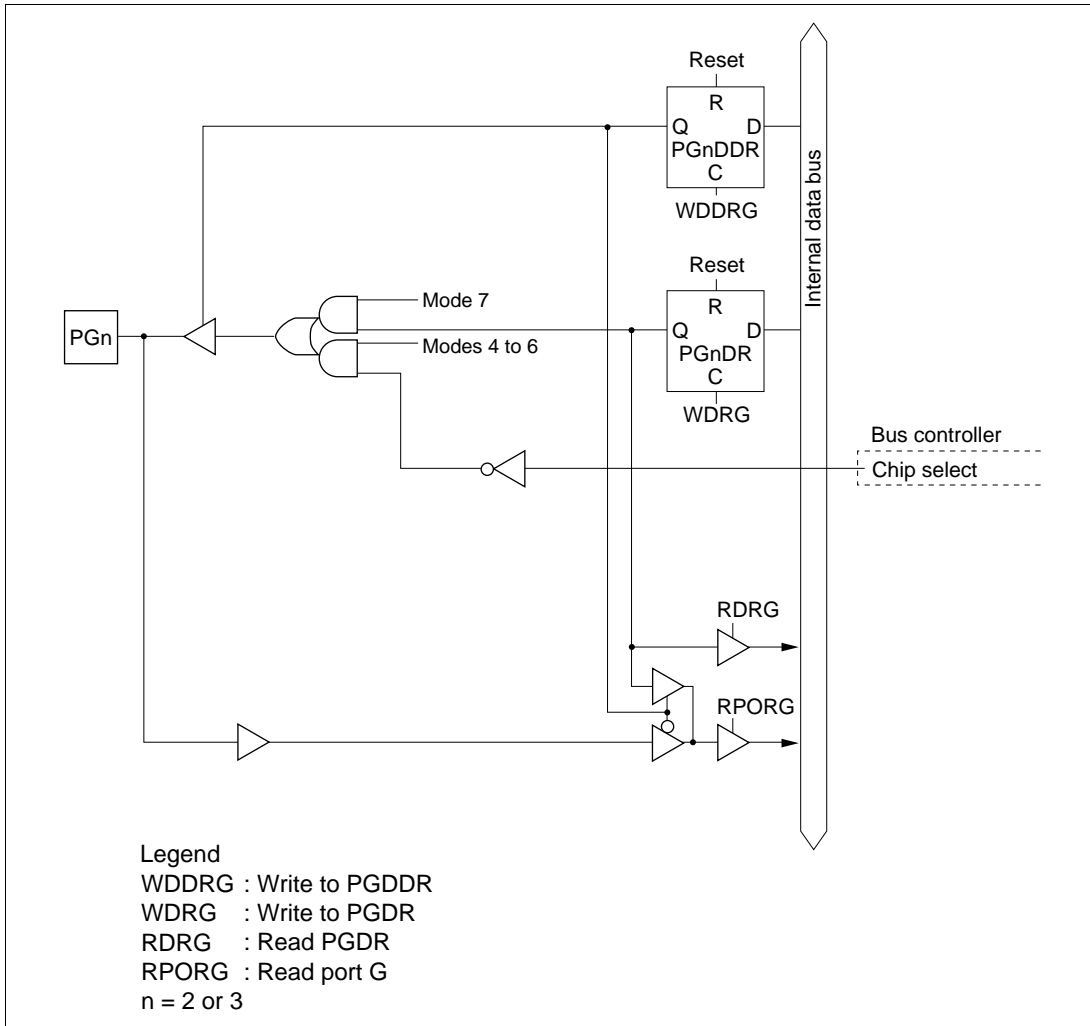 Reset
R
Q D
PGnDDR
C
WDDRG
Internal data bus
Reset
R
Q D
PGnDR
C
WDRG
Mode 7
Modes 4 to 6
PGn
Bus controller
Chip select
RDRG
RPORG
Legend
WDDRG : Write to PGDDR
WDRG : Write to PGDR
RDRG : Read PGDR
RPORG : Read port G
n = 2 or 3